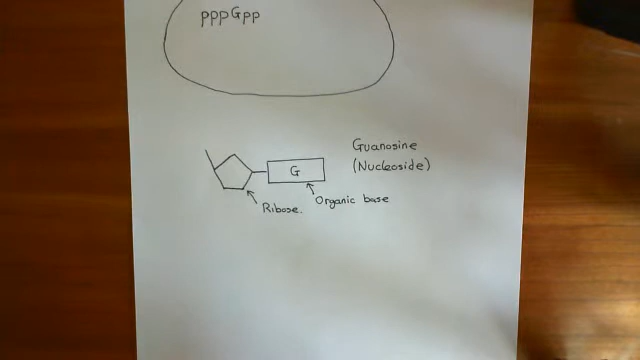 pppGpp
Guanosine
(Nucleoside)
G
Organic base
Ribose.